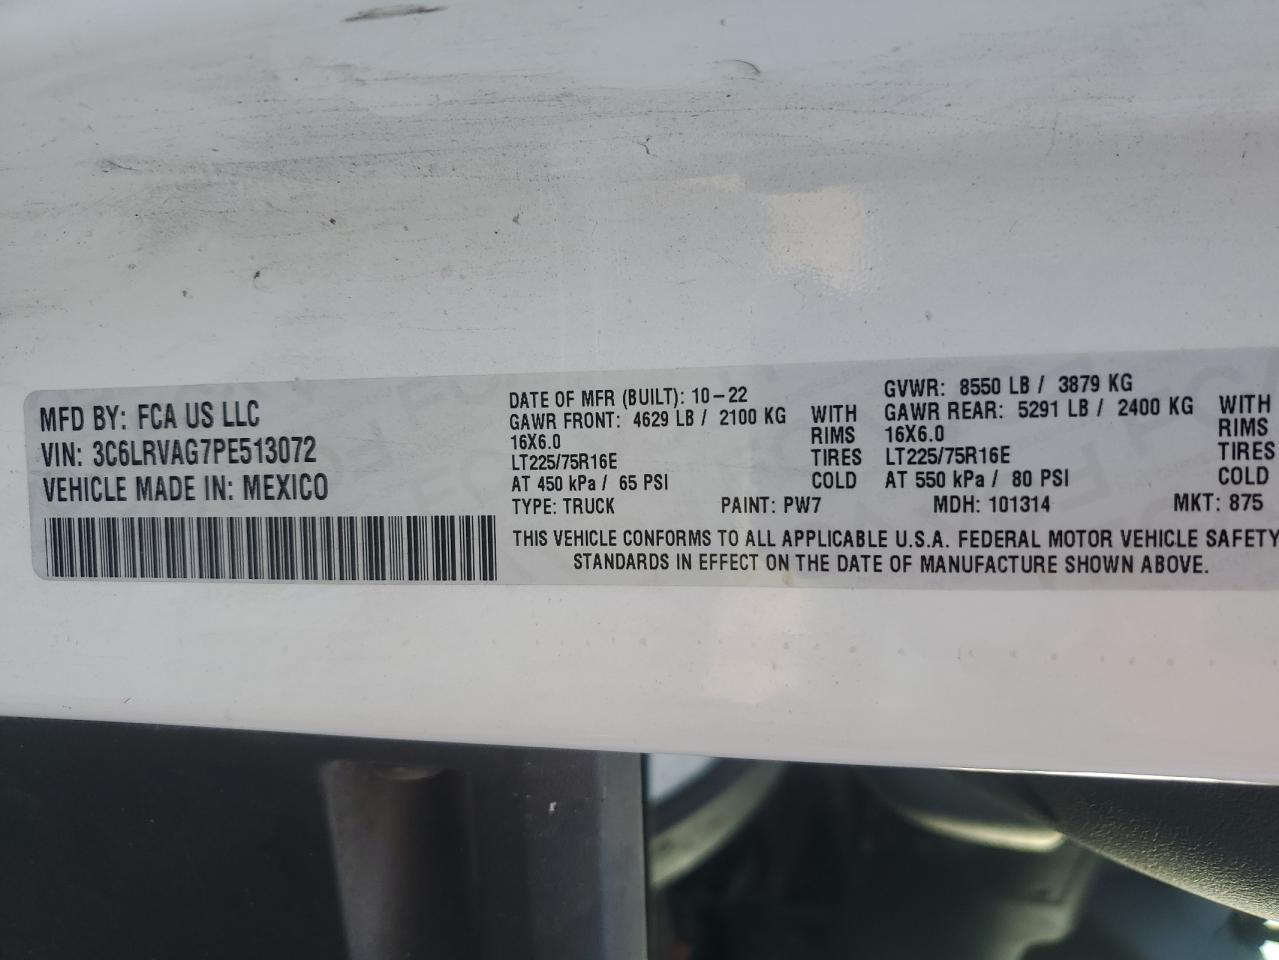 MFD BY: FCA US LLC
VIN: 3C6LRVAG7PE513072
VEHICLE MADE IN: MEXICO
DATE OF MFR (BUILT): 10-22
GVWR: 8550 LB / 3879 KG
GAWR FRONT: 4629 LB / 2100 KG WITH
16X6.0 RIMS
LT225/75R16E TIRES
AT 450 kPa / 65 PSI COLD
GAWR REAR: 5291 LB / 2400 KG WITH
16X6.0 RIMS
LT225/75R16E TIRES
AT 550 kPa / 80 PSI COLD
TYPE: TRUCK PAINT: PW7 MDH: 101314 MKT: 875
THIS VEHICLE CONFORMS TO ALL APPLICABLE U.S.A. FEDERAL MOTOR VEHICLE SAFETY
STANDARDS IN EFFECT ON THE DATE OF MANUFACTURE SHOWN ABOVE.